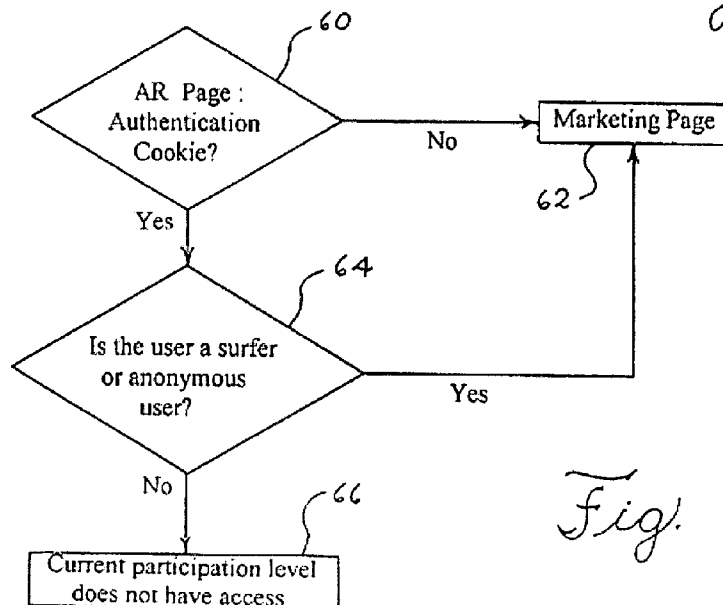 60
AR Page :
Authentication
Cookie?
No
Marketing Page
62
Yes
64
Is the user a surfer
or anonymous
user?
Yes
No
66
Current participation level
does not have access
Fig.